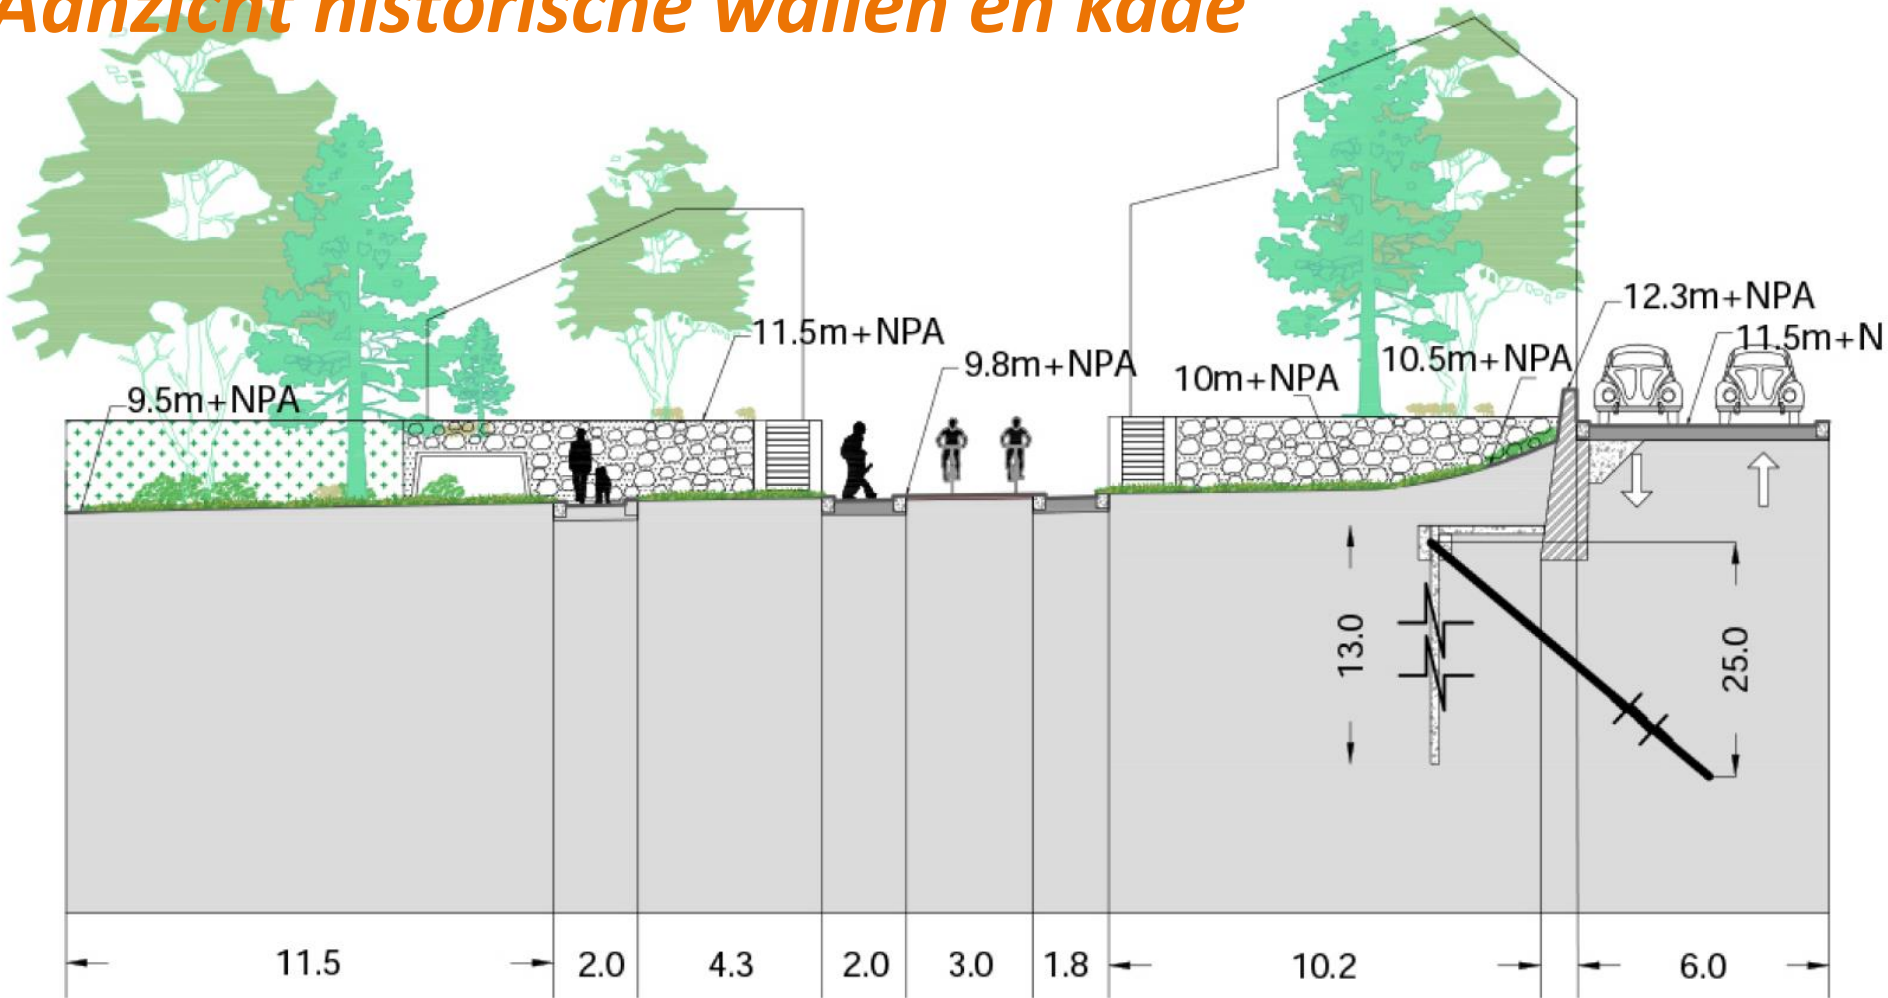 Aanzicht historische wallen en kade
12.3m+NPA
11.5m+NPA
11.5m+N
9.8m+NPA
10m+NPA
10.5m+NPA
9.5m+NPA
13.0
25.0
11.5
2.0
4.3
2.0
3.0
1.8
10.2
6.0